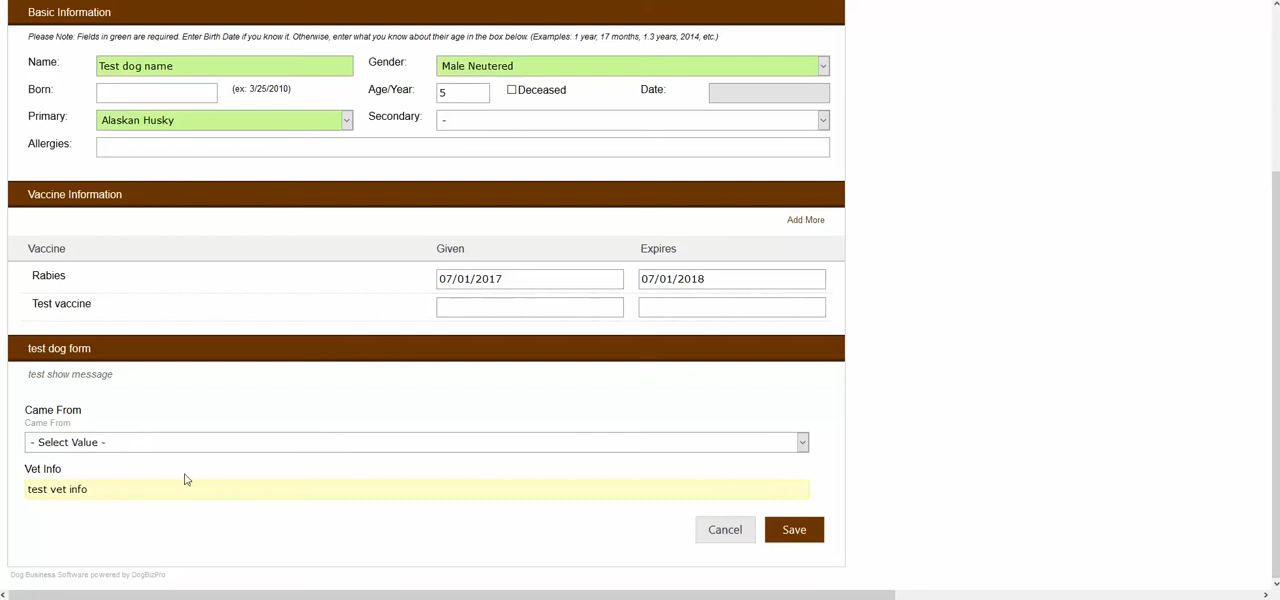 Basic Information
Please Note: Fields in green are required. Enter Birth Date if you know it. Otherwise, enter what you know about their age in the box below. (Examples: 1 year, 17 months, 1.3 years, 2014, etc.)
Name: Test dog name Gender: Male Neutered
Born: (ex: 3/25/2010) Age/Year: 5 Deceased Date:
Primary: Alaskan Husky Secondary: -
Allergies:
Vaccine Information
Add More
Vaccine Given Expires
Rabies 07/01/2017 07/01/2018
Test vaccine
test dog form
test show message
Came From
Came From
- Select Value -
Vet Info
test vet info
Cancel Save
Dog Business Software powered by DogBizPro